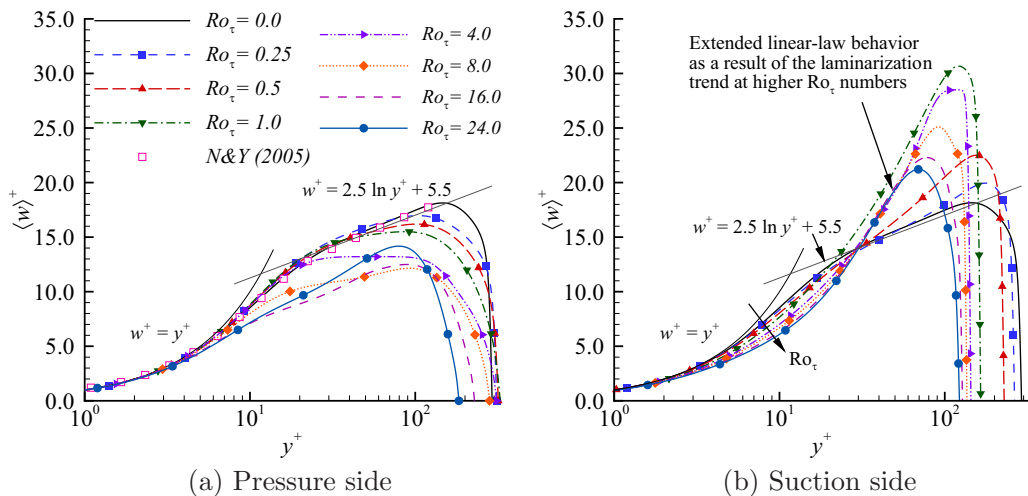 35.0
30.0
25.0
20.0
15.0
10.0
5.0
0.0
⟨w⟩⁺
Ro_τ = 0.0
Ro_τ = 0.25
Ro_τ = 0.5
Ro_τ = 1.0
N&Y (2005)
Ro_τ = 4.0
Ro_τ = 8.0
Ro_τ = 16.0
Ro_τ = 24.0
w⁺ = 2.5 ln y⁺ + 5.5
w⁺ = y⁺
10⁰ 10¹ 10²
y⁺
(a) Pressure side
35.0
30.0
25.0
20.0
15.0
10.0
5.0
0.0
⟨w⟩⁺
Extended linear-law behavior
as a result of the laminarization
trend at higher Ro_τ numbers
w⁺ = 2.5 ln y⁺ + 5.5
w⁺ = y⁺
Ro_τ
10⁰ 10¹ 10²
y⁺
(b) Suction side